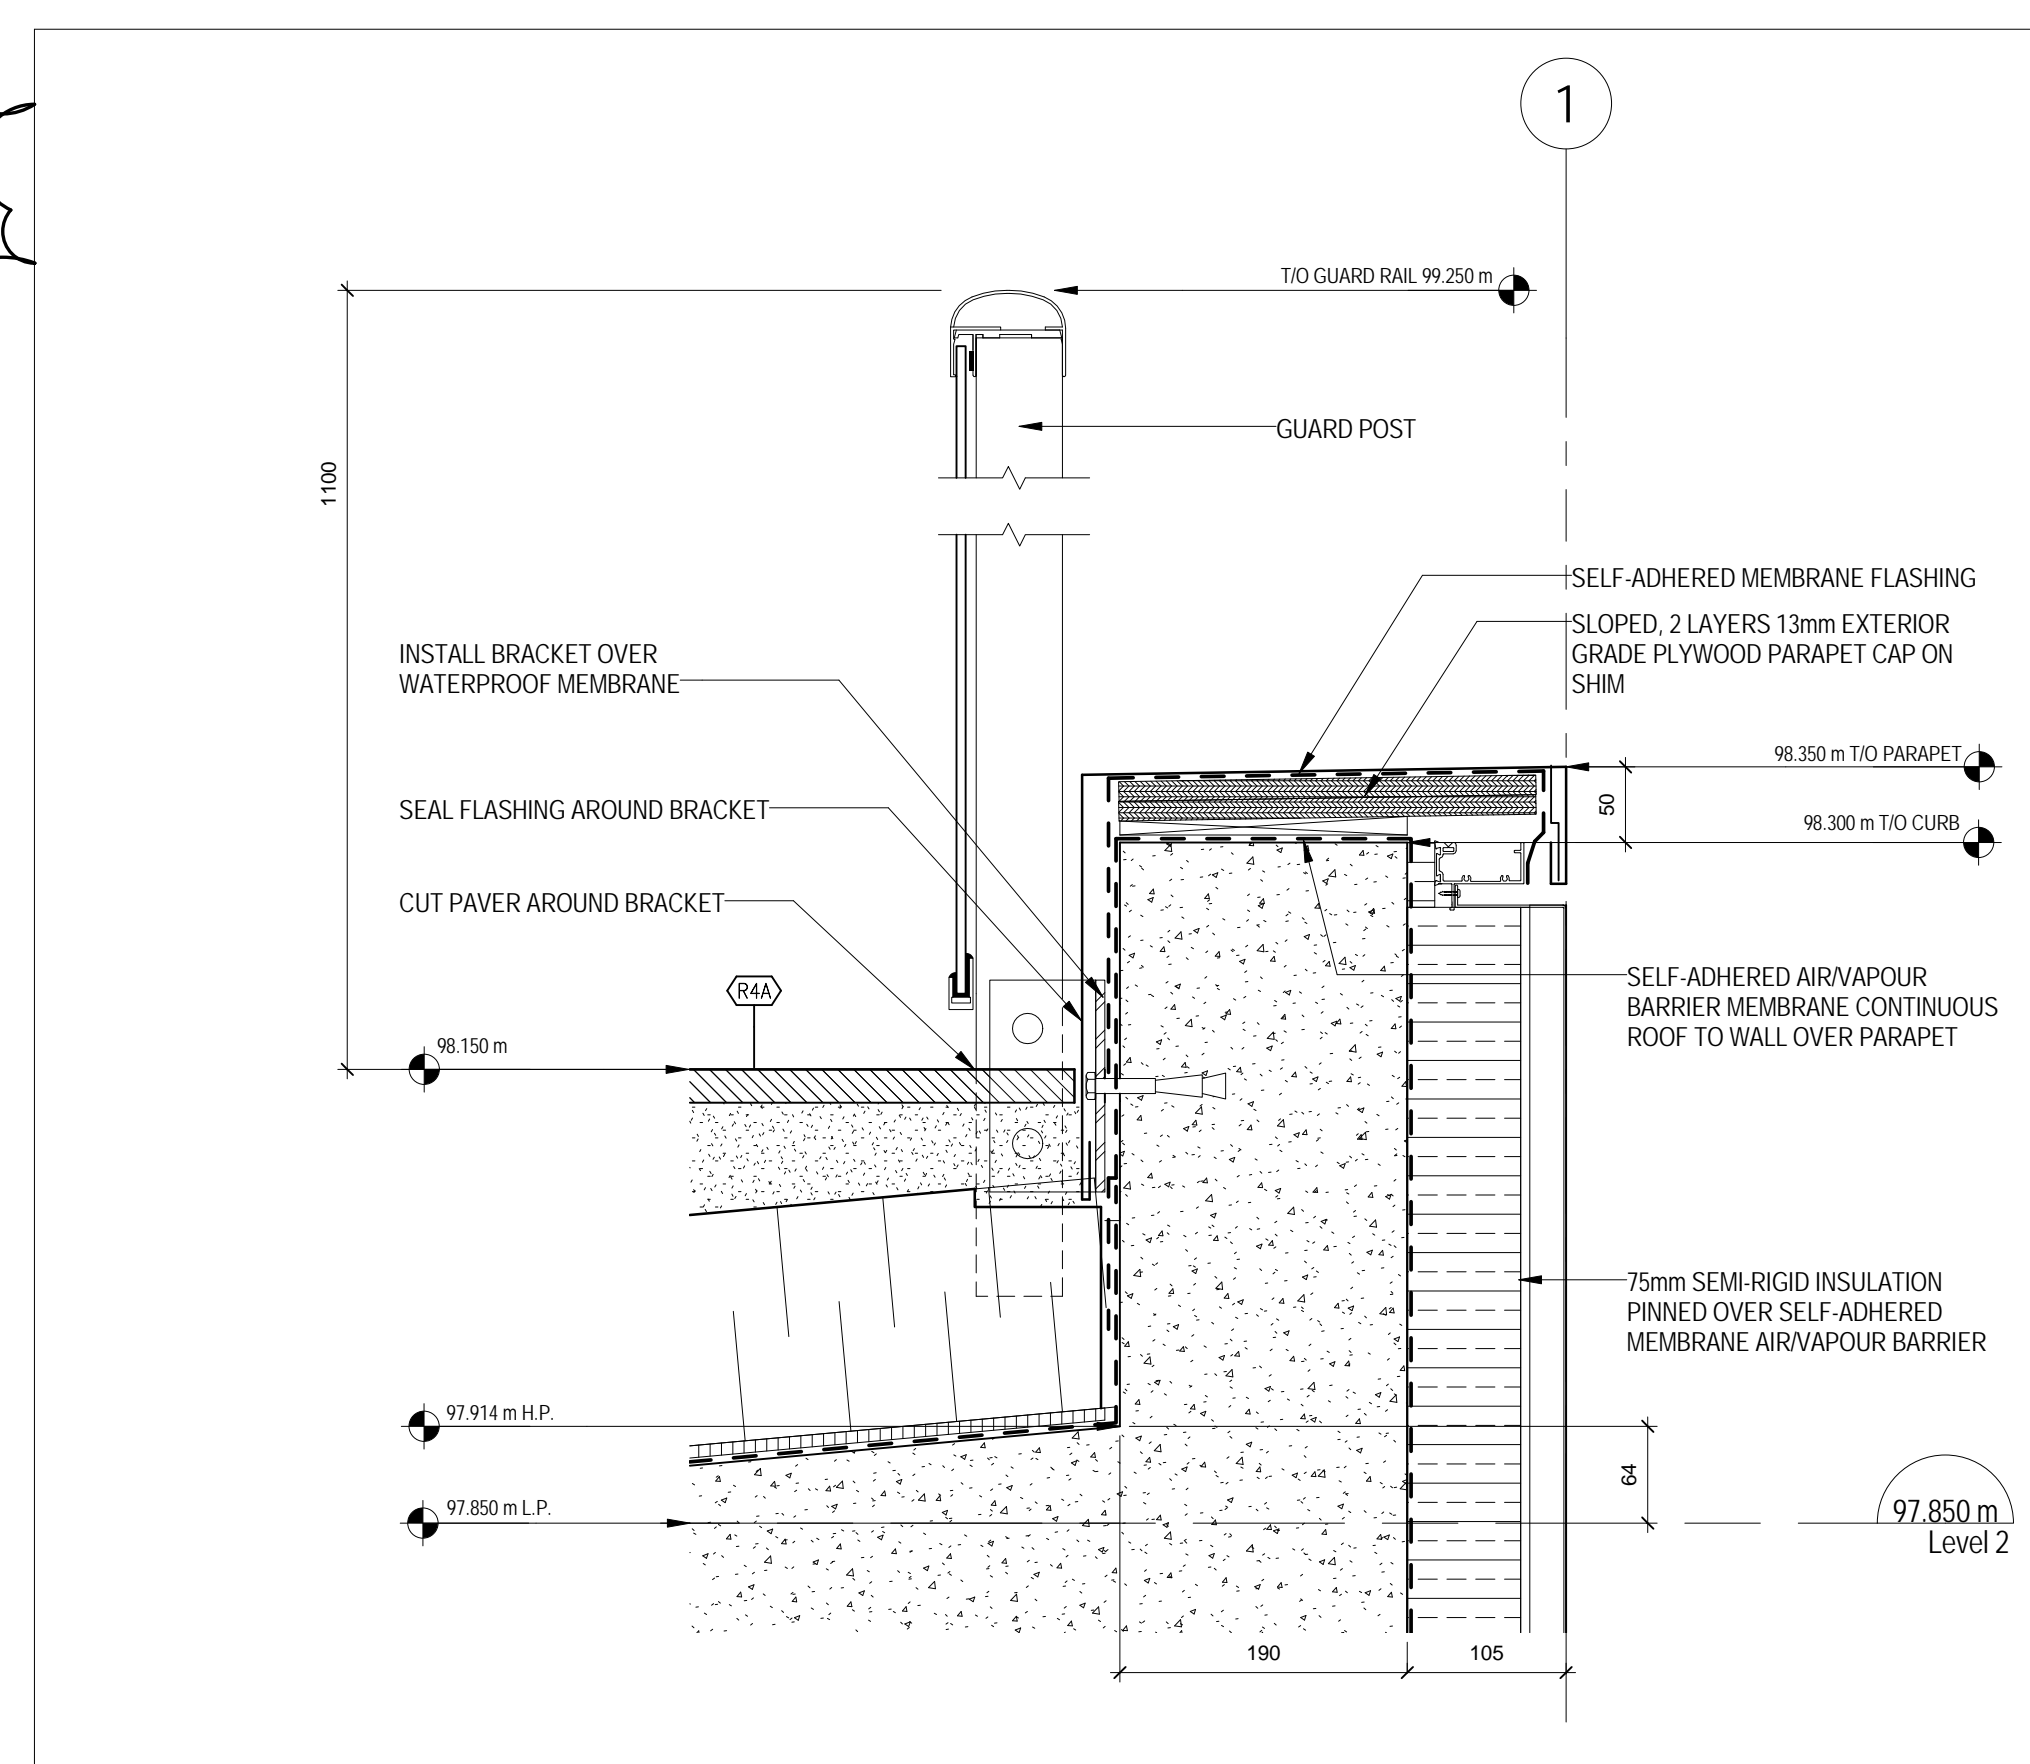 1
T/O GUARD RAIL 99.250 m
GUARD POST
1100
SELF-ADHERED MEMBRANE FLASHING
SLOPED, 2 LAYERS 13mm EXTERIOR
GRADE PLYWOOD PARAPET CAP ON
SHIM
INSTALL BRACKET OVER
WATERPROOF MEMBRANE
98.350 m T/O PARAPET
50
98.300 m T/O CURB
SEAL FLASHING AROUND BRACKET
CUT PAVER AROUND BRACKET
R4A
98.150 m
SELF-ADHERED AIR/VAPOUR
BARRIER MEMBRANE CONTINUOUS
ROOF TO WALL OVER PARAPET
75mm SEMI-RIGID INSULATION
PINNED OVER SELF-ADHERED
MEMBRANE AIR/VAPOUR BARRIER
97.914 m H.P.
64
97.850 m L.P.
97.850 m
Level 2
190
105